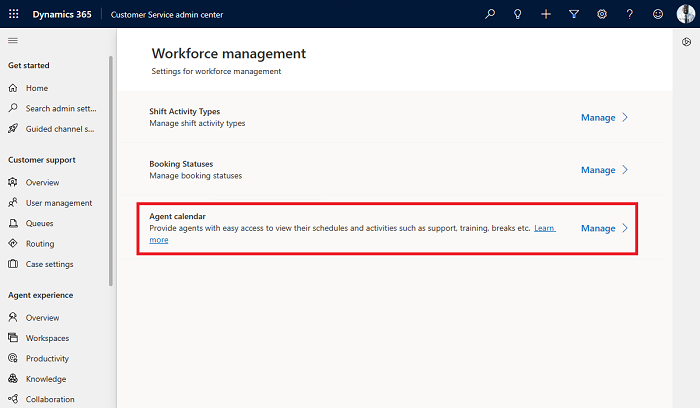 Dynamics 365 Customer Service admin center
Get started
Home
Search admin sett...
Guided channel s...
Customer support
Overview
User management
Queues
Routing
Case settings
Agent experience
Overview
Workspaces
Productivity
Knowledge
Collaboration
Workforce management
Settings for workforce management
Shift Activity Types
Manage shift activity types
Manage
Booking Statuses
Manage booking statuses
Manage
Agent calendar
Provide agents with easy access to view their schedules and activities such as support, training, breaks etc. Learn
more
Manage